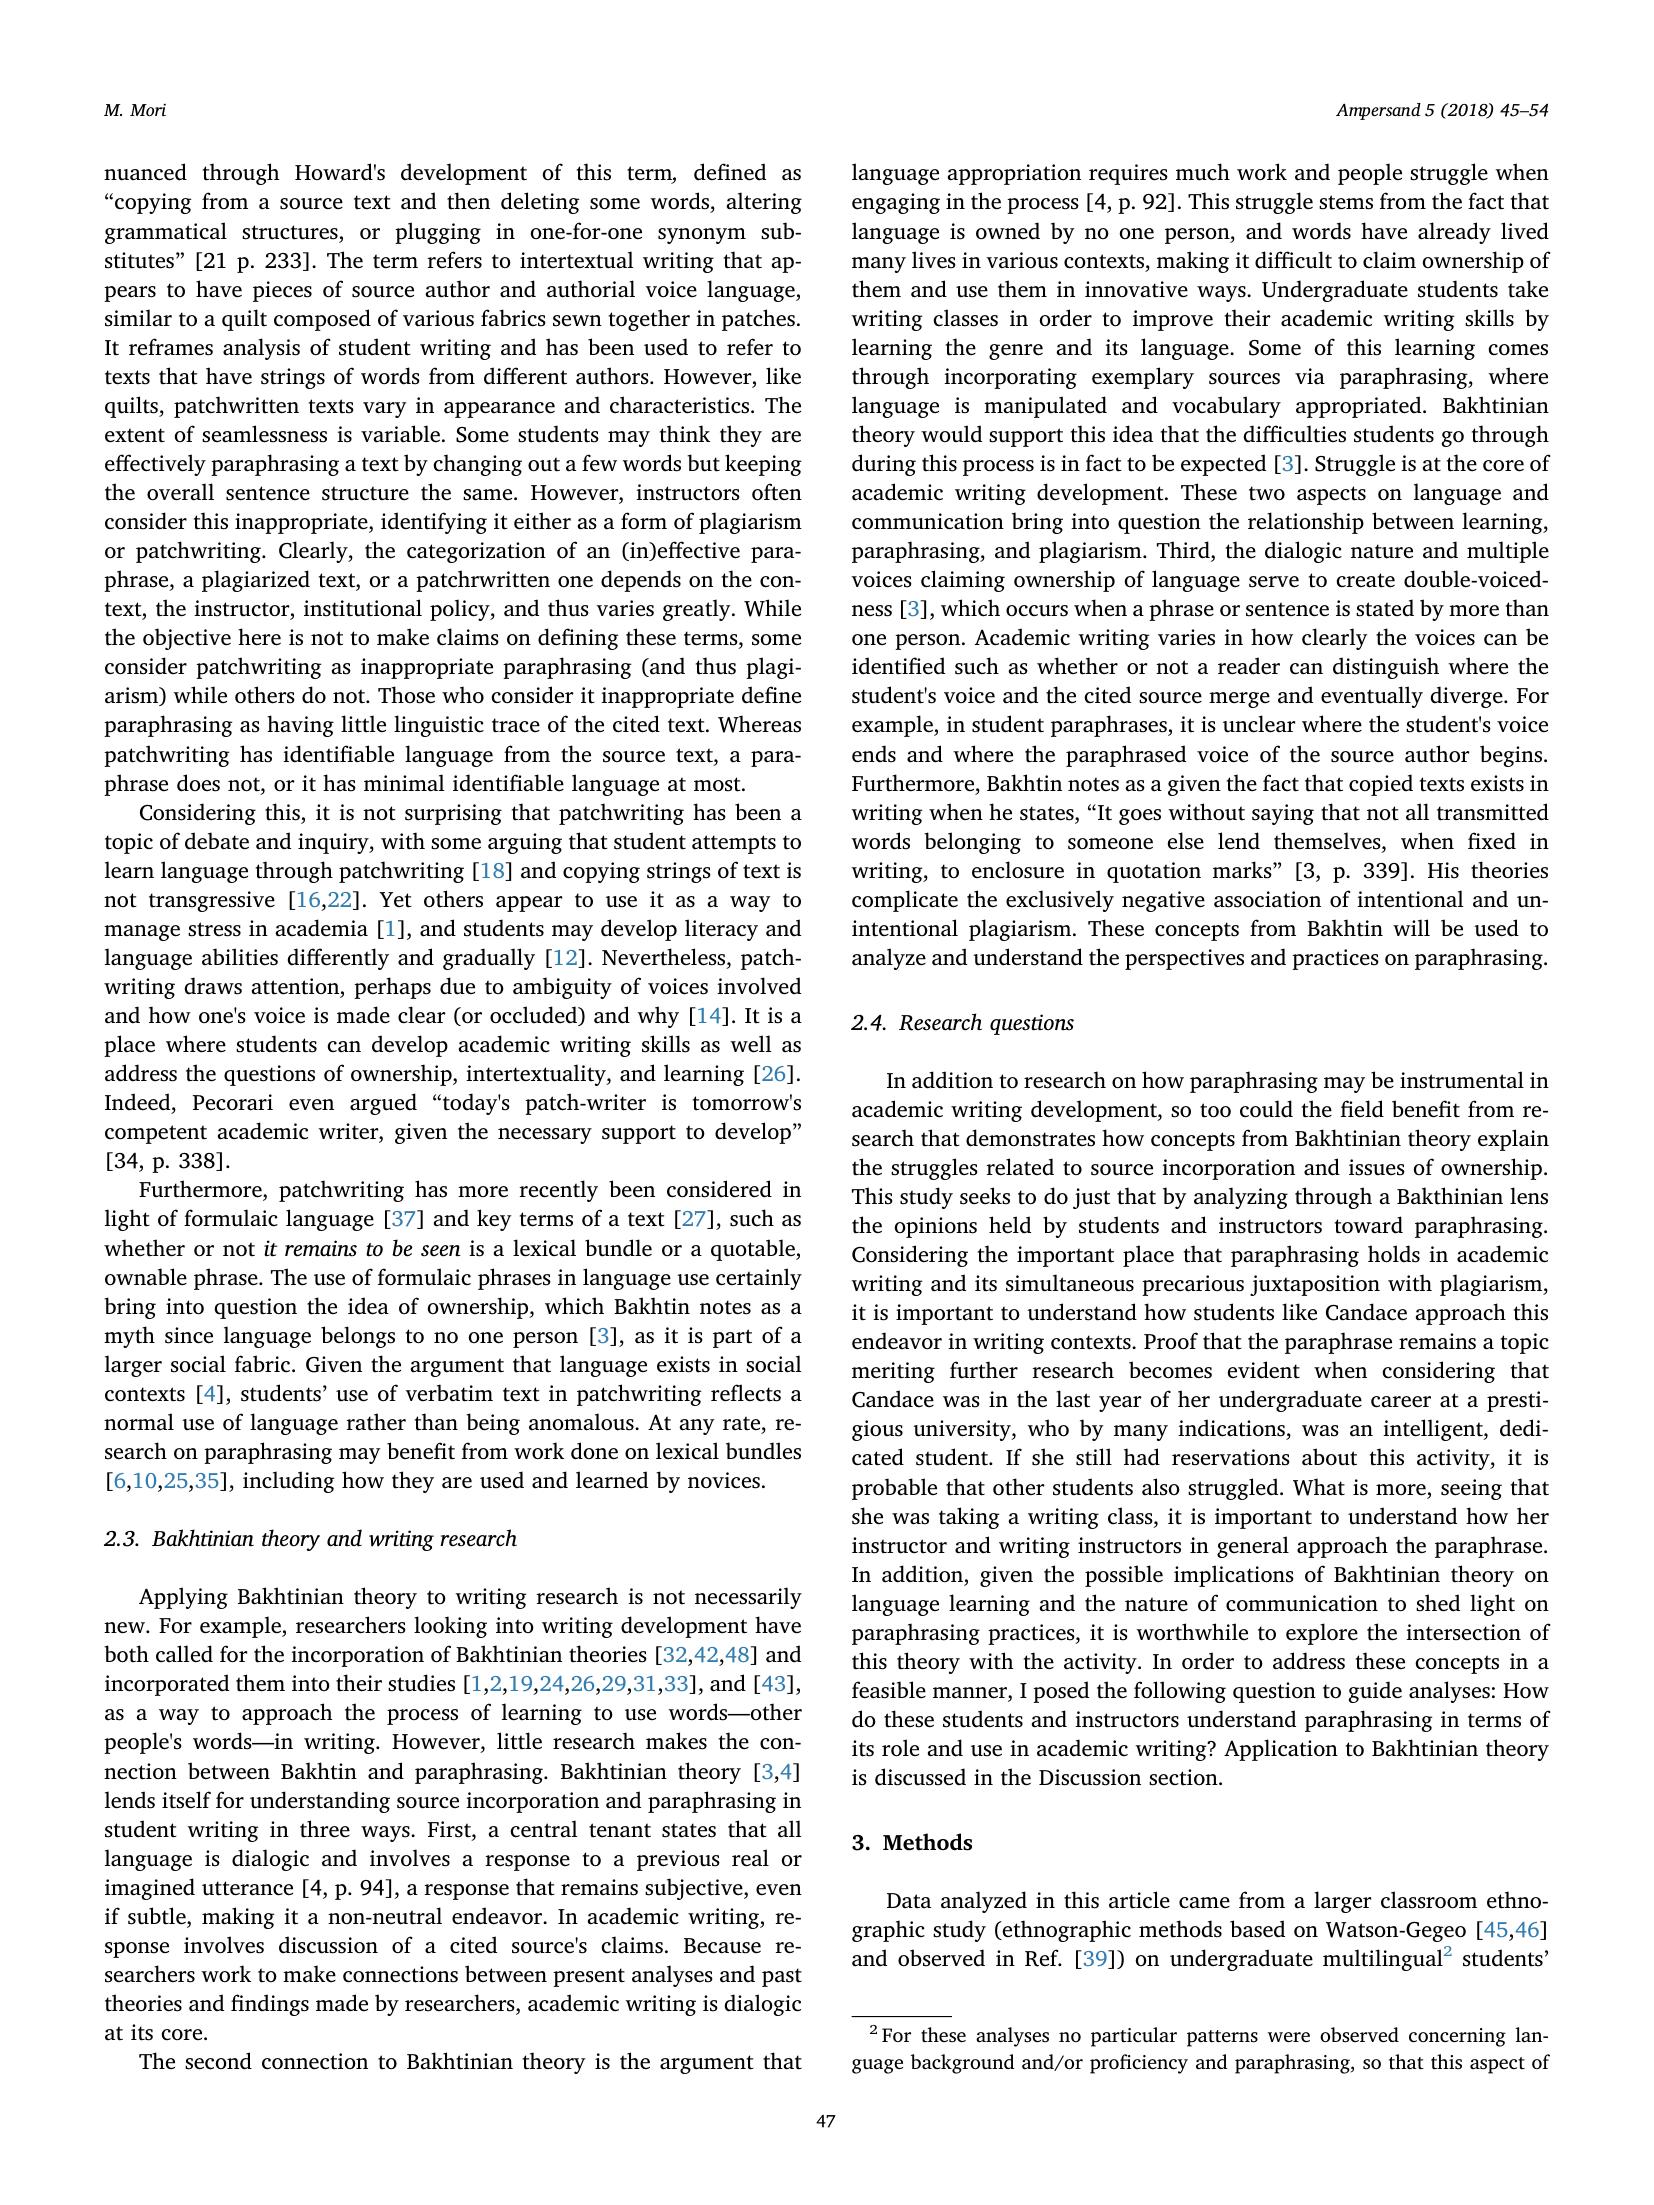 M. Mori
Ampersand 5 (2018) 45–54
nuanced through Howard's development of this term, defined as
“copying from a source text and then deleting some words, altering
grammatical structures, or plugging in one-for-one synonym sub-
stitutes” [21 p. 233]. The term refers to intertextual writing that ap-
pears to have pieces of source author and authorial voice language,
similar to a quilt composed of various fabrics sewn together in patches.
It reframes analysis of student writing and has been used to refer to
texts that have strings of words from different authors. However, like
quilts, patchwritten texts vary in appearance and characteristics. The
extent of seamlessness is variable. Some students may think they are
effectively paraphrasing a text by changing out a few words but keeping
the overall sentence structure the same. However, instructors often
consider this inappropriate, identifying it either as a form of plagiarism
or patchwriting. Clearly, the categorization of an (in)effective para-
phrase, a plagiarized text, or a patchrwritten one depends on the con-
text, the instructor, institutional policy, and thus varies greatly. While
the objective here is not to make claims on defining these terms, some
consider patchwriting as inappropriate paraphrasing (and thus plagi-
arism) while others do not. Those who consider it inappropriate define
paraphrasing as having little linguistic trace of the cited text. Whereas
patchwriting has identifiable language from the source text, a para-
phrase does not, or it has minimal identifiable language at most.
Considering this, it is not surprising that patchwriting has been a
topic of debate and inquiry, with some arguing that student attempts to
learn language through patchwriting [18] and copying strings of text is
not transgressive [16,22]. Yet others appear to use it as a way to
manage stress in academia [1], and students may develop literacy and
language abilities differently and gradually [12]. Nevertheless, patch-
writing draws attention, perhaps due to ambiguity of voices involved
and how one's voice is made clear (or occluded) and why [14]. It is a
place where students can develop academic writing skills as well as
address the questions of ownership, intertextuality, and learning [26].
Indeed, Pecorari even argued “today's patch-writer is tomorrow's
competent academic writer, given the necessary support to develop”
[34, p. 338].
Furthermore, patchwriting has more recently been considered in
light of formulaic language [37] and key terms of a text [27], such as
whether or not it remains to be seen is a lexical bundle or a quotable,
ownable phrase. The use of formulaic phrases in language use certainly
bring into question the idea of ownership, which Bakhtin notes as a
myth since language belongs to no one person [3], as it is part of a
larger social fabric. Given the argument that language exists in social
contexts [4], students’ use of verbatim text in patchwriting reflects a
normal use of language rather than being anomalous. At any rate, re-
search on paraphrasing may benefit from work done on lexical bundles
[6,10,25,35], including how they are used and learned by novices.
2.3. Bakhtinian theory and writing research
Applying Bakhtinian theory to writing research is not necessarily
new. For example, researchers looking into writing development have
both called for the incorporation of Bakhtinian theories [32,42,48] and
incorporated them into their studies [1,2,19,24,26,29,31,33], and [43],
as a way to approach the process of learning to use words—other
people's words—in writing. However, little research makes the con-
nection between Bakhtin and paraphrasing. Bakhtinian theory [3,4]
lends itself for understanding source incorporation and paraphrasing in
student writing in three ways. First, a central tenant states that all
language is dialogic and involves a response to a previous real or
imagined utterance [4, p. 94], a response that remains subjective, even
if subtle, making it a non-neutral endeavor. In academic writing, re-
sponse involves discussion of a cited source's claims. Because re-
searchers work to make connections between present analyses and past
theories and findings made by researchers, academic writing is dialogic
at its core.
The second connection to Bakhtinian theory is the argument that
language appropriation requires much work and people struggle when
engaging in the process [4, p. 92]. This struggle stems from the fact that
language is owned by no one person, and words have already lived
many lives in various contexts, making it difficult to claim ownership of
them and use them in innovative ways. Undergraduate students take
writing classes in order to improve their academic writing skills by
learning the genre and its language. Some of this learning comes
through incorporating exemplary sources via paraphrasing, where
language is manipulated and vocabulary appropriated. Bakhtinian
theory would support this idea that the difficulties students go through
during this process is in fact to be expected [3]. Struggle is at the core of
academic writing development. These two aspects on language and
communication bring into question the relationship between learning,
paraphrasing, and plagiarism. Third, the dialogic nature and multiple
voices claiming ownership of language serve to create double-voiced-
ness [3], which occurs when a phrase or sentence is stated by more than
one person. Academic writing varies in how clearly the voices can be
identified such as whether or not a reader can distinguish where the
student's voice and the cited source merge and eventually diverge. For
example, in student paraphrases, it is unclear where the student's voice
ends and where the paraphrased voice of the source author begins.
Furthermore, Bakhtin notes as a given the fact that copied texts exists in
writing when he states, “It goes without saying that not all transmitted
words belonging to someone else lend themselves, when fixed in
writing, to enclosure in quotation marks” [3, p. 339]. His theories
complicate the exclusively negative association of intentional and un-
intentional plagiarism. These concepts from Bakhtin will be used to
analyze and understand the perspectives and practices on paraphrasing.
2.4. Research questions
In addition to research on how paraphrasing may be instrumental in
academic writing development, so too could the field benefit from re-
search that demonstrates how concepts from Bakhtinian theory explain
the struggles related to source incorporation and issues of ownership.
This study seeks to do just that by analyzing through a Bakthinian lens
the opinions held by students and instructors toward paraphrasing.
Considering the important place that paraphrasing holds in academic
writing and its simultaneous precarious juxtaposition with plagiarism,
it is important to understand how students like Candace approach this
endeavor in writing contexts. Proof that the paraphrase remains a topic
meriting further research becomes evident when considering that
Candace was in the last year of her undergraduate career at a presti-
gious university, who by many indications, was an intelligent, dedi-
cated student. If she still had reservations about this activity, it is
probable that other students also struggled. What is more, seeing that
she was taking a writing class, it is important to understand how her
instructor and writing instructors in general approach the paraphrase.
In addition, given the possible implications of Bakhtinian theory on
language learning and the nature of communication to shed light on
paraphrasing practices, it is worthwhile to explore the intersection of
this theory with the activity. In order to address these concepts in a
feasible manner, I posed the following question to guide analyses: How
do these students and instructors understand paraphrasing in terms of
its role and use in academic writing? Application to Bakhtinian theory
is discussed in the Discussion section.
3. Methods
Data analyzed in this article came from a larger classroom ethno-
graphic study (ethnographic methods based on Watson-Gegeo [45,46]
and observed in Ref. [39]) on undergraduate multilingual2 students’
2 For these analyses no particular patterns were observed concerning lan-
guage background and/or proficiency and paraphrasing, so that this aspect of
47